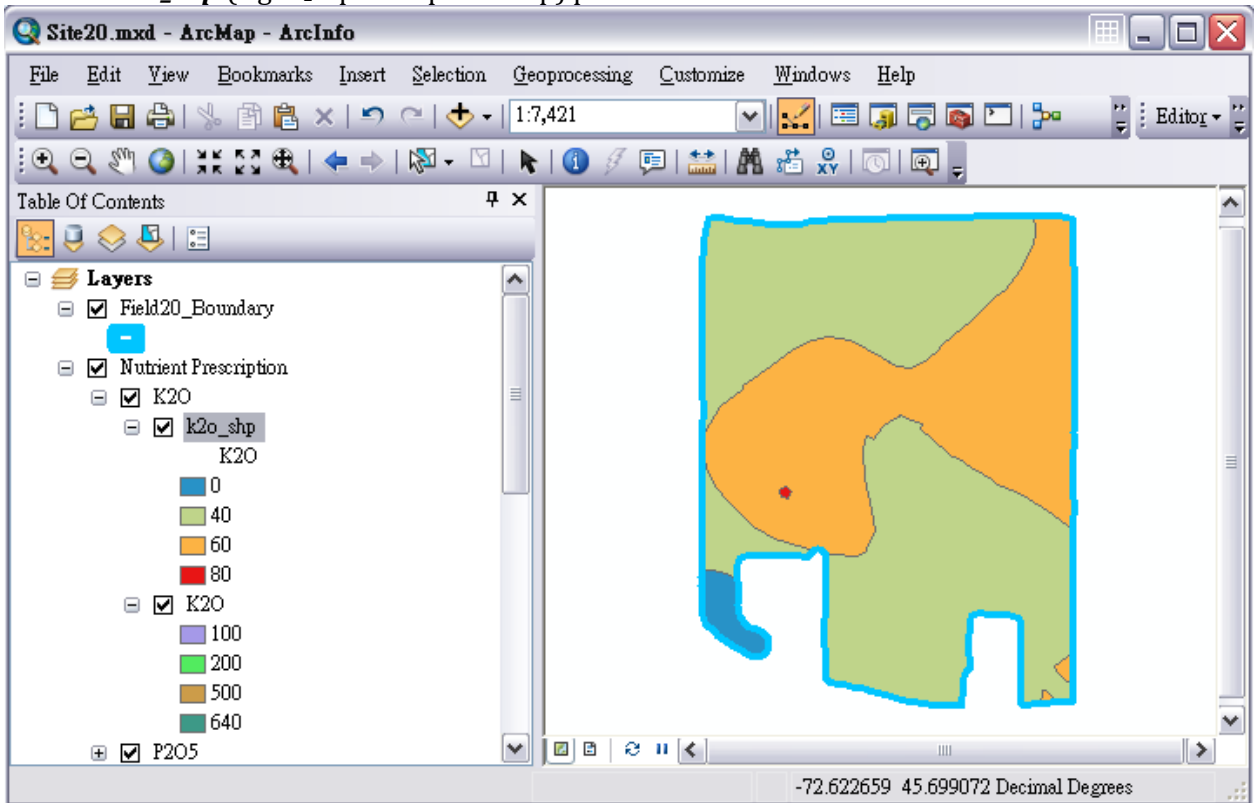 Site20.mxd - ArcMap - ArcInfo
File Edit View Bookmarks Insert Selection Geoprocessing Customize Windows Help
1:7,421
Editor
XY
Table Of Contents
Layers
Field20_Boundary
Nutrient Prescription
K2O
k2o_shp
K2O
0
40
60
80
K2O
100
200
500
640
P2O5
-72.622659 45.699072 Decimal Degrees